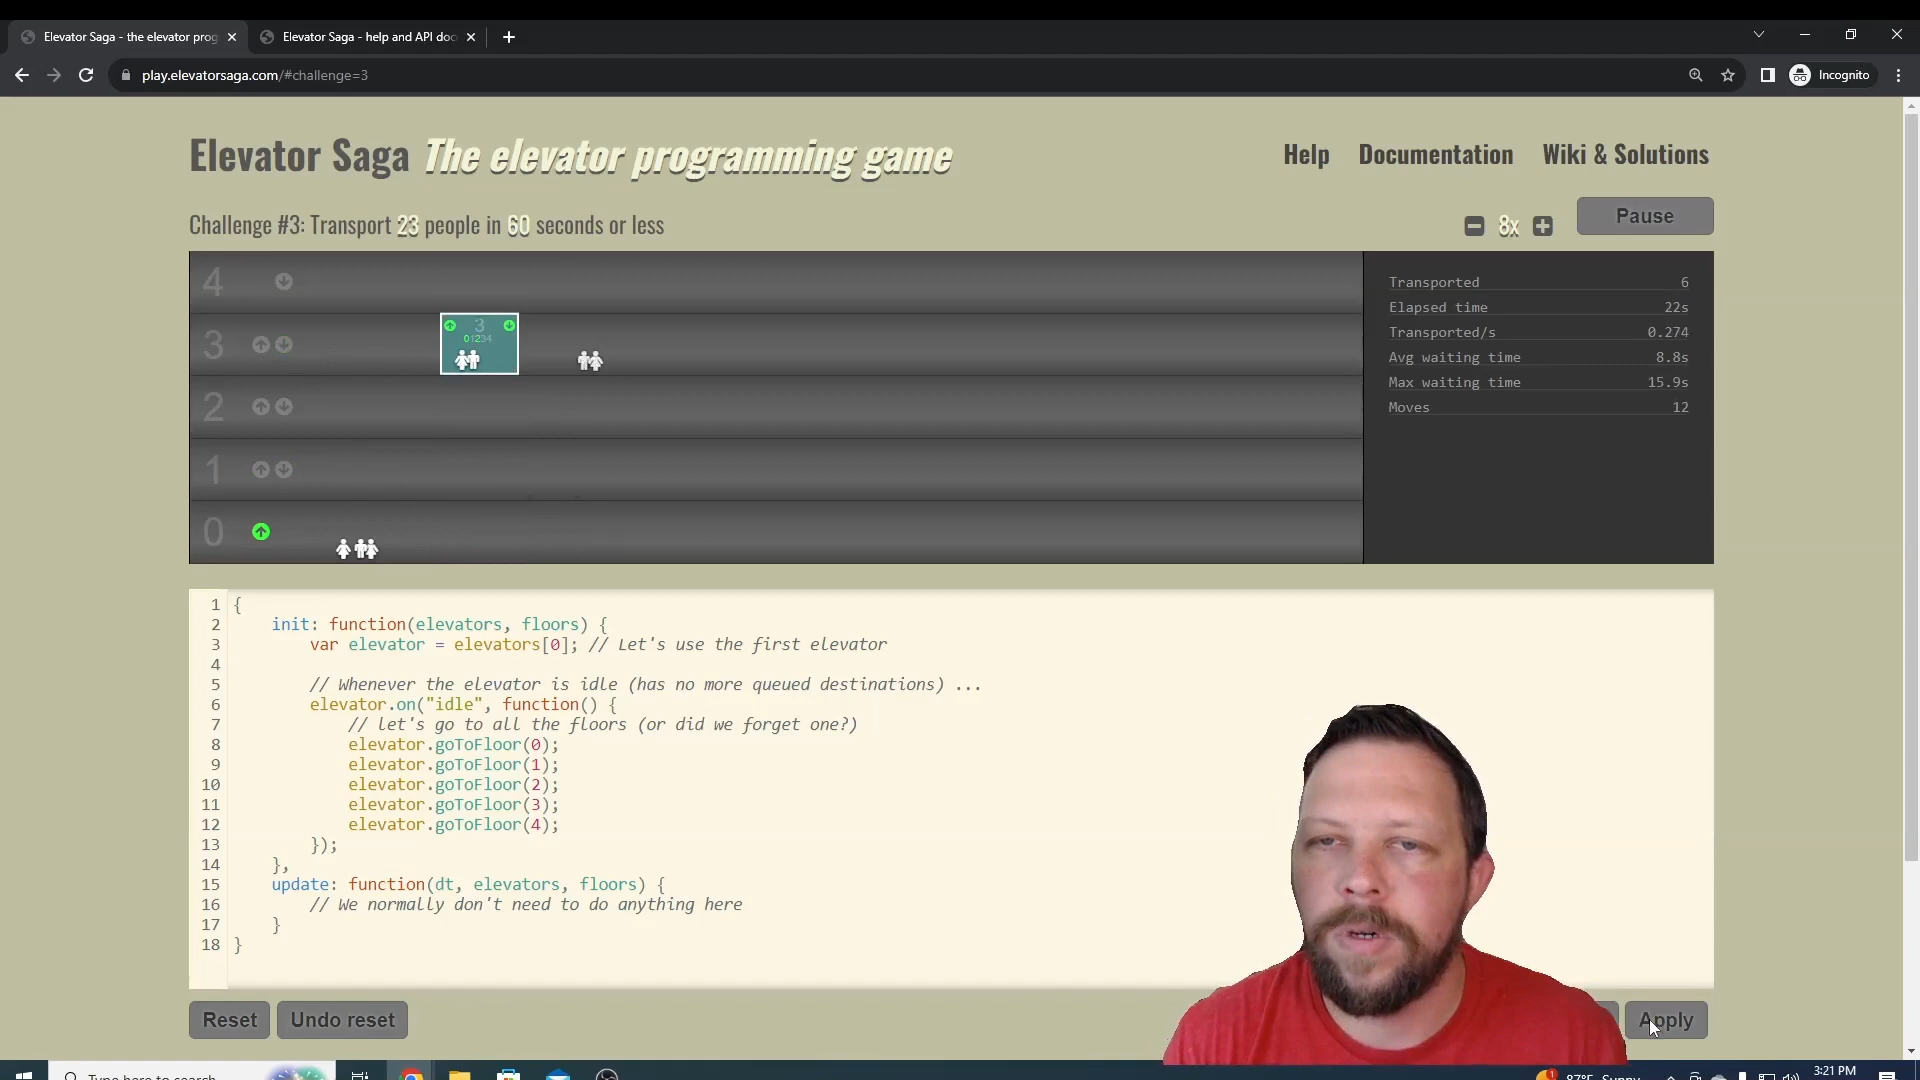 Elevator Saga - the elevator prog
Elevator Saga - help and API doc
play.elevatorsaga.com/#challenge=3
Incognito
Elevator Saga The elevator programming game
Help Documentation Wiki & Solutions
Challenge #3: Transport 23 people in 60 seconds or less
8x
Pause
4
3
2
1
0
3
01234
Transported 6
Elapsed time 22s
Transported/s 0.274
Avg waiting time 8.8s
Max waiting time 15.9s
Moves 12
1 {
2 init: function(elevators, floors) {
3 var elevator = elevators[0]; // Let's use the first elevator
4
5 // Whenever the elevator is idle (has no more queued destinations) ...
6 elevator.on("idle", function() {
7 // let's go to all the floors (or did we forget one?)
8 elevator.goToFloor(0);
9 elevator.goToFloor(1);
10 elevator.goToFloor(2);
11 elevator.goToFloor(3);
12 elevator.goToFloor(4);
13 });
14 },
15 update: function(dt, elevators, floors) {
16 // We normally don't need to do anything here
17 }
18 }
Reset
Undo reset
Apply
Type here to search
87°F Sunny
3:21 PM